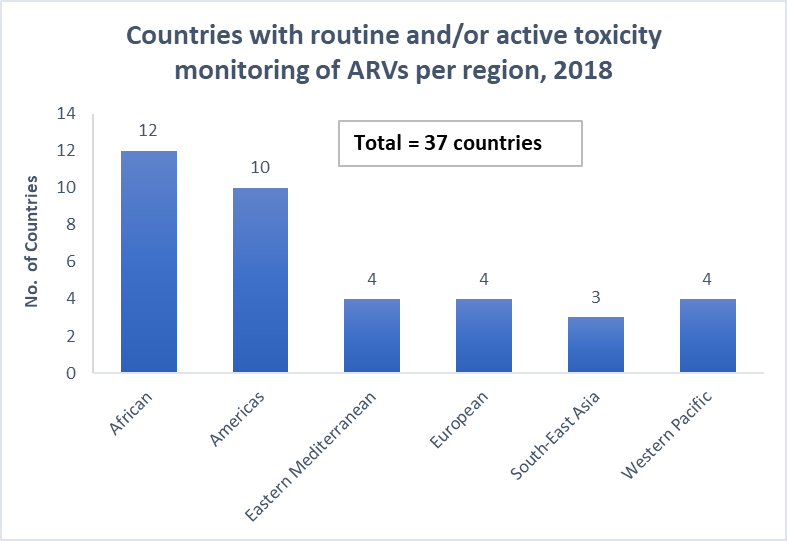 Countries with routine and/or active toxicity
monitoring of ARVs per region, 2018
Total = 37 countries
No. of Countries
14
12
10
8
6
4
2
0
12
10
4
4
3
4
African
Americas
Eastern Mediterranean
European
South-East Asia
Western Pacific